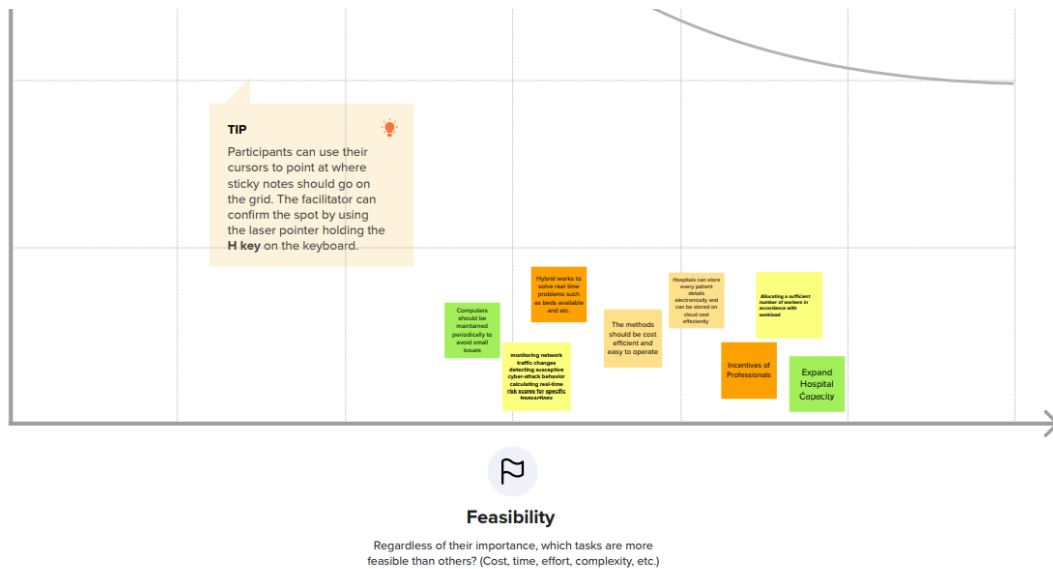 TIP
Participants can use their
cursors to point at where
sticky notes should go on
the grid. The facilitator can
confirm the spot by using
the laser pointer holding the
H key on the keyboard.
Computers
should be
maintained
periodically to
avoid small
issues
Hybrid works to
solve real time
problems such
as beds available
and etc.
monitoring network
traffic changes
detecting susceptive
cyber-attack behavior
calculating real-time
risk scores for specific
transactions
The methods
should be cost
efficient and
easy to operate
Hospitals can store
every patient
details
electronically and
can be stored on
cloud cost
effeciently
Allocating a sufficient
number of workers in
accordance with
workload
Incentives of
Professionals
Expand
Hospital
Capacity
Feasibility
Regardless of their importance, which tasks are more
feasible than others? (Cost, time, effort, complexity, etc.)